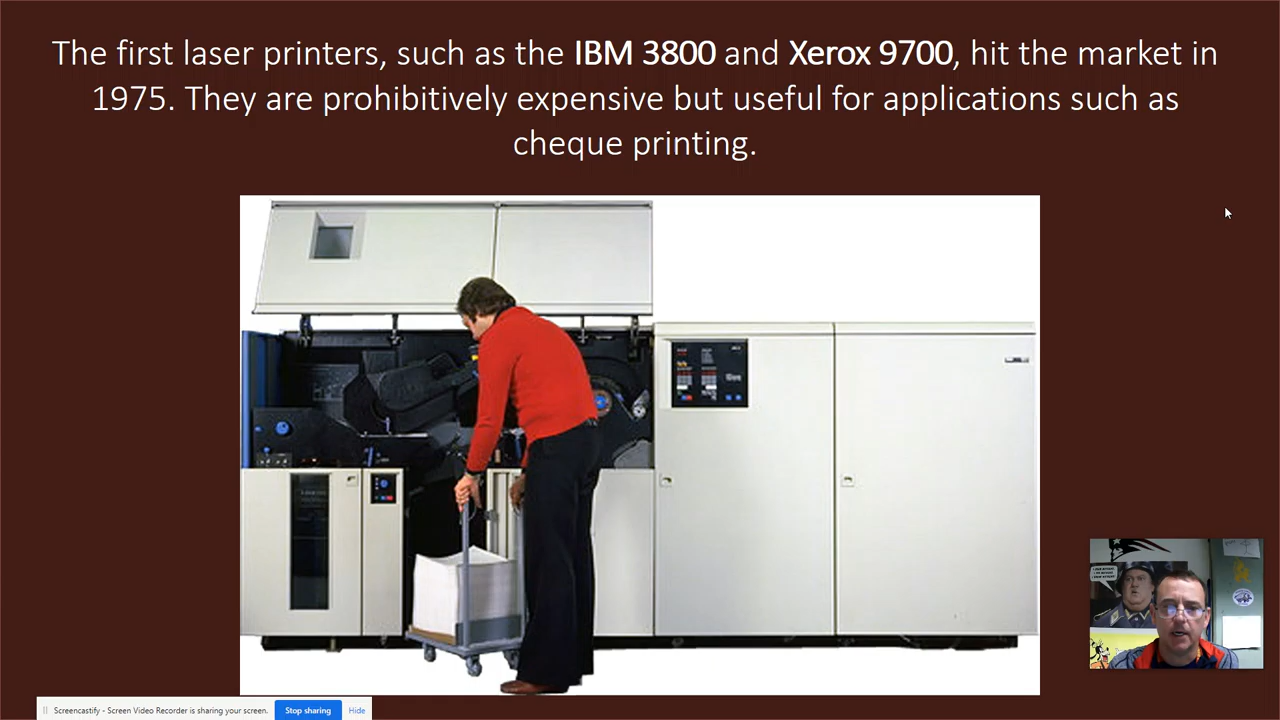 The first laser printers, such as the IBM 3800 and Xerox 9700, hit the market in
1975. They are prohibitively expensive but useful for applications such as
cheque printing.
Screencastify - Screen Video Recorder is sharing your screen.
Stop sharing
Hide